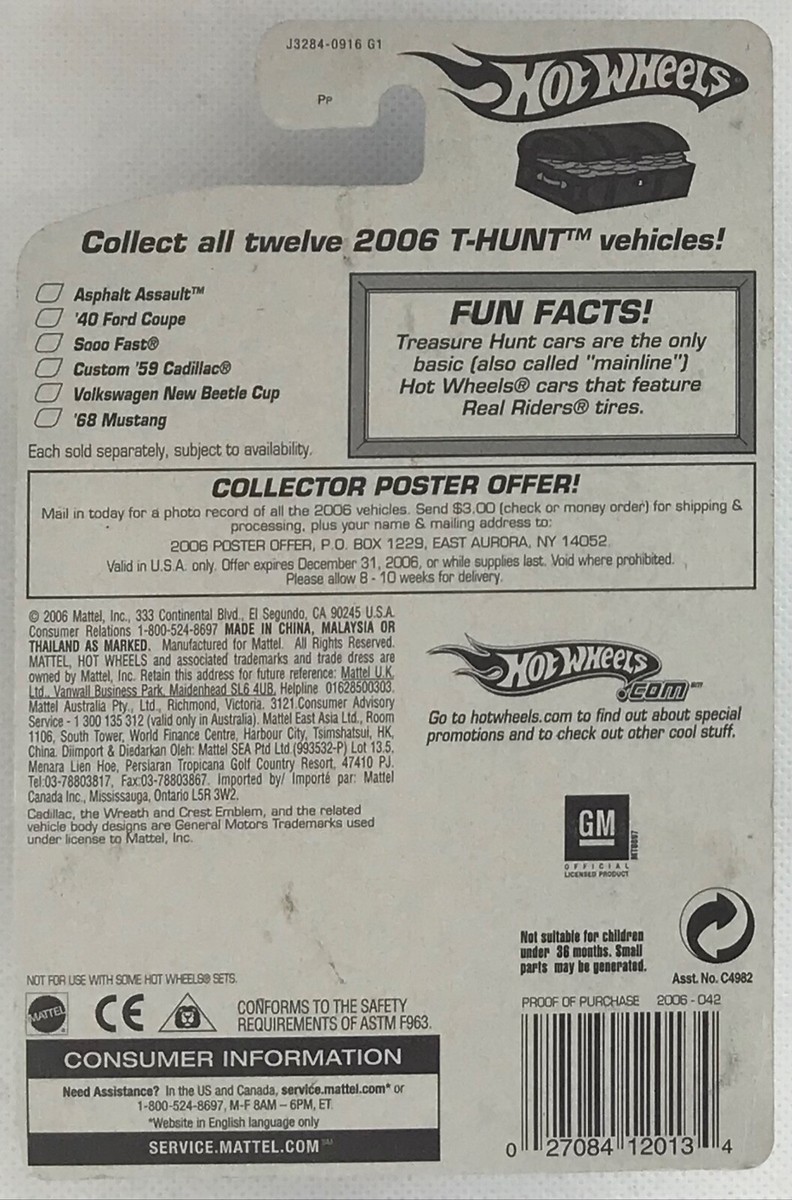 J3284-0916 G1
PP
HOT WHEELS
Collect all twelve 2006 T-HUNT™ vehicles!
Asphalt Assault™
'40 Ford Coupe
Sooo Fast®
Custom '59 Cadillac®
Volkswagen New Beetle Cup
'68 Mustang
Each sold separately, subject to availability.
FUN FACTS!
Treasure Hunt cars are the only
basic (also called "mainline")
Hot Wheels® cars that feature
Real Riders® tires.
COLLECTOR POSTER OFFER!
Mail in today for a photo record of all the 2006 vehicles. Send $3.00 (check or money order) for shipping &
processing, plus your name & mailing address to:
2006 POSTER OFFER, P.O. BOX 1229, EAST AURORA, NY 14052.
Valid in U.S.A. only. Offer expires December 31, 2006, or while supplies last. Void where prohibited.
Please allow 8 - 10 weeks for delivery.
© 2006 Mattel, Inc., 333 Continental Blvd., El Segundo, CA 90245 U.S.A.
Consumer Relations 1-800-524-8697 MADE IN CHINA, MALAYSIA OR
THAILAND AS MARKED. Manufactured for Mattel. All Rights Reserved.
MATTEL, HOT WHEELS and associated trademarks and trade dress are
owned by Mattel, Inc. Retain this address for future reference: Mattel U.K.
Ltd., Vanwall Business Park, Maidenhead SL6 4UB, Helpline 01628500303.
Mattel Australia Pty., Ltd., Richmond, Victoria. 3121.Consumer Advisory
Service - 1 300 135 312 (valid only in Australia). Mattel East Asia Ltd., Room
1106, South Tower, World Finance Centre, Harbour City, Tsimshatsui, HK,
China. Diimport & Diedarkan Oleh: Mattel SEA Ptd Ltd.(993532-P) Lot 13.5,
Menara Lien Hoe, Persiaran Tropicana Golf Country Resort, 47410 PJ.
Tel:03-78803817, Fax:03-78803867. Imported by/ Importé par: Mattel
Canada Inc., Mississauga, Ontario L5R 3W2.
Cadillac, the Wreath and Crest Emblem, and the related
vehicle body designs are General Motors Trademarks used
under license to Mattel, Inc.
HOT WHEELS
.COM™
Go to hotwheels.com to find out about special
promotions and to check out other cool stuff.
GM
MT0897
OFFICIAL
LICENSED PRODUCT
Not suitable for children
under 36 months. Small
parts may be generated.
Asst. No. C4982
NOT FOR USE WITH SOME HOT WHEELS® SETS.
MATTEL
CE
CONFORMS TO THE SAFETY
REQUIREMENTS OF ASTM F963.
CONSUMER INFORMATION
Need Assistance? In the US and Canada, service.mattel.com* or
1-800-524-8697, M-F 8AM – 6PM, ET.
*Website in English language only
SERVICE.MATTEL.COM℠
PROOF OF PURCHASE 2006 - 042
0 27084 12013 4